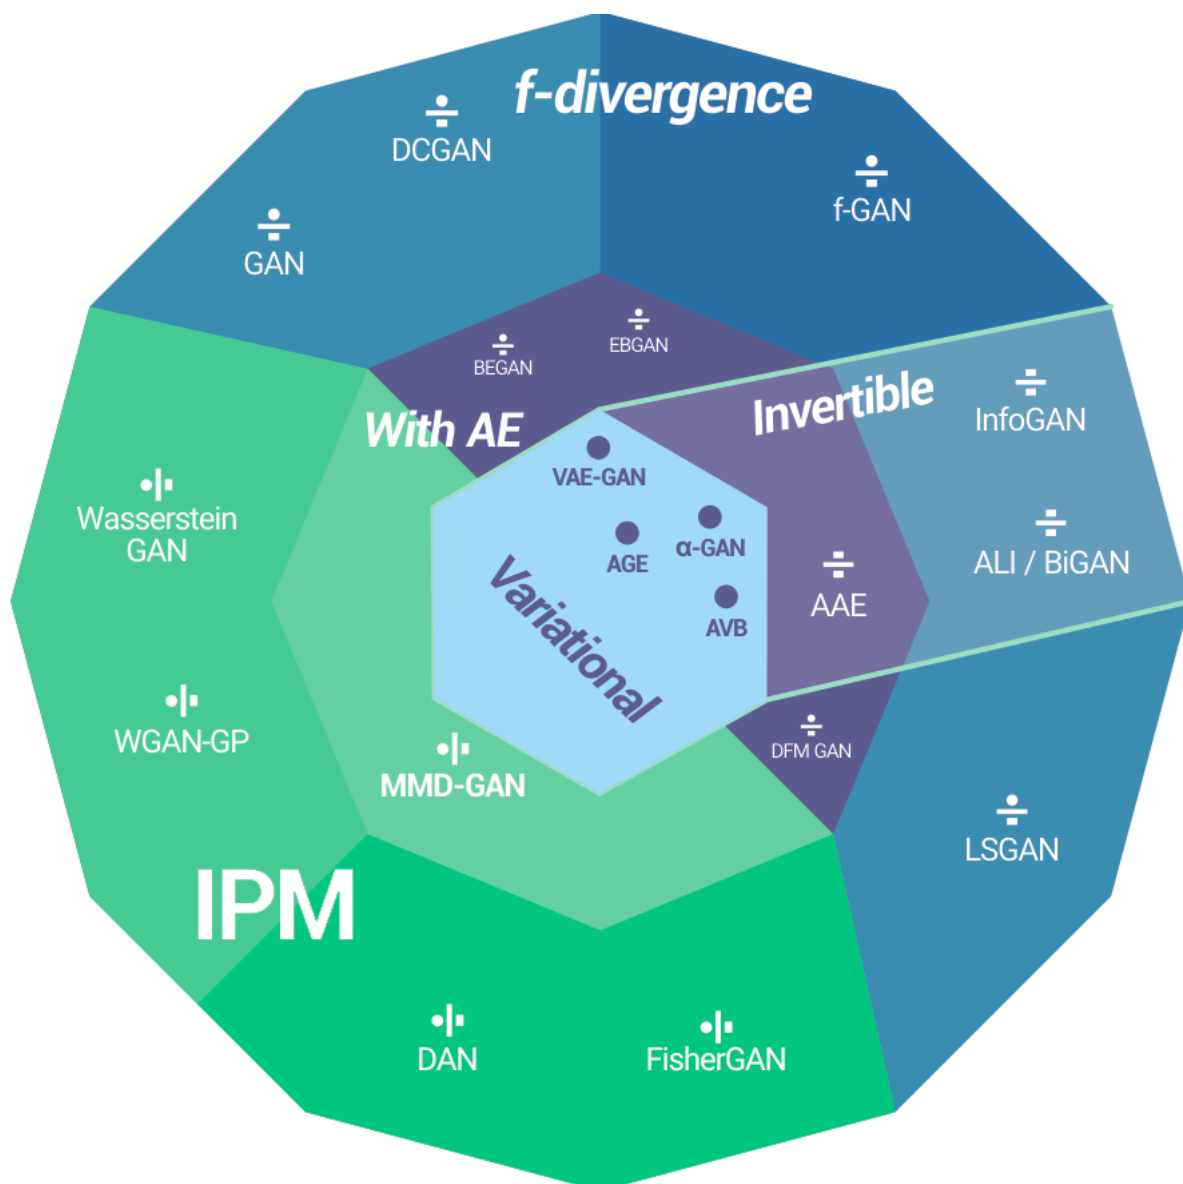 f-divergence
DCGAN
GAN
f-GAN
BEGAN
EBGAN
With AE
Invertible
InfoGAN
ALI / BiGAN
VAE-GAN
AGE
α-GAN
AVB
Variational
AAE
Wasserstein
GAN
WGAN-GP
MMD-GAN
DFM GAN
LSGAN
IPM
DAN
FisherGAN